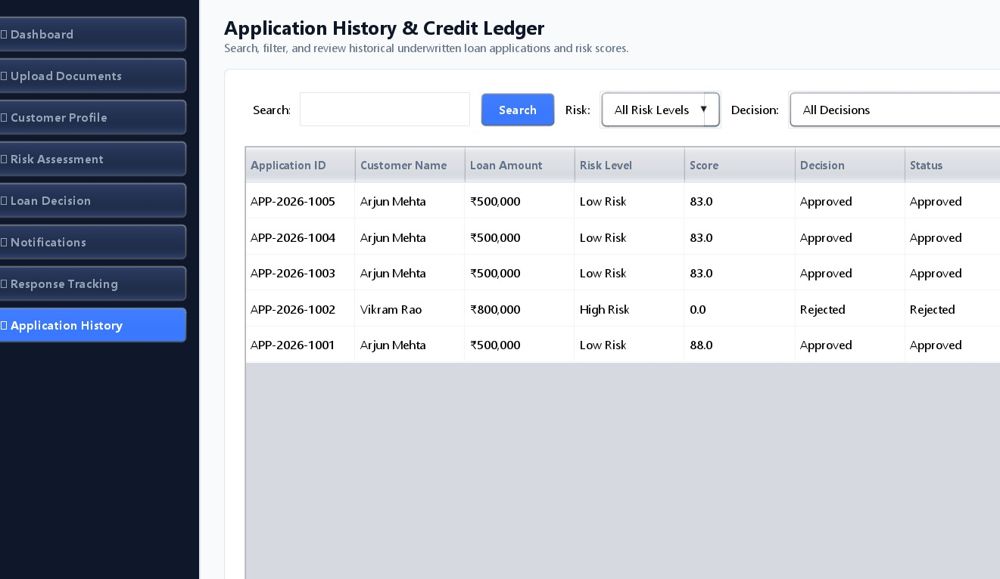 Dashboard
Upload Documents
Customer Profile
Risk Assessment
Loan Decision
Notifications
Response Tracking
Application History
Application History & Credit Ledger
Search, filter, and review historical underwritten loan applications and risk scores.
Search: Search Risk: All Risk Levels Decision: All Decisions
Application ID Customer Name Loan Amount Risk Level Score Decision Status
APP-2026-1005 Arjun Mehta ₹500,000 Low Risk 83.0 Approved Approved
APP-2026-1004 Arjun Mehta ₹500,000 Low Risk 83.0 Approved Approved
APP-2026-1003 Arjun Mehta ₹500,000 Low Risk 83.0 Approved Approved
APP-2026-1002 Vikram Rao ₹800,000 High Risk 0.0 Rejected Rejected
APP-2026-1001 Arjun Mehta ₹500,000 Low Risk 88.0 Approved Approved